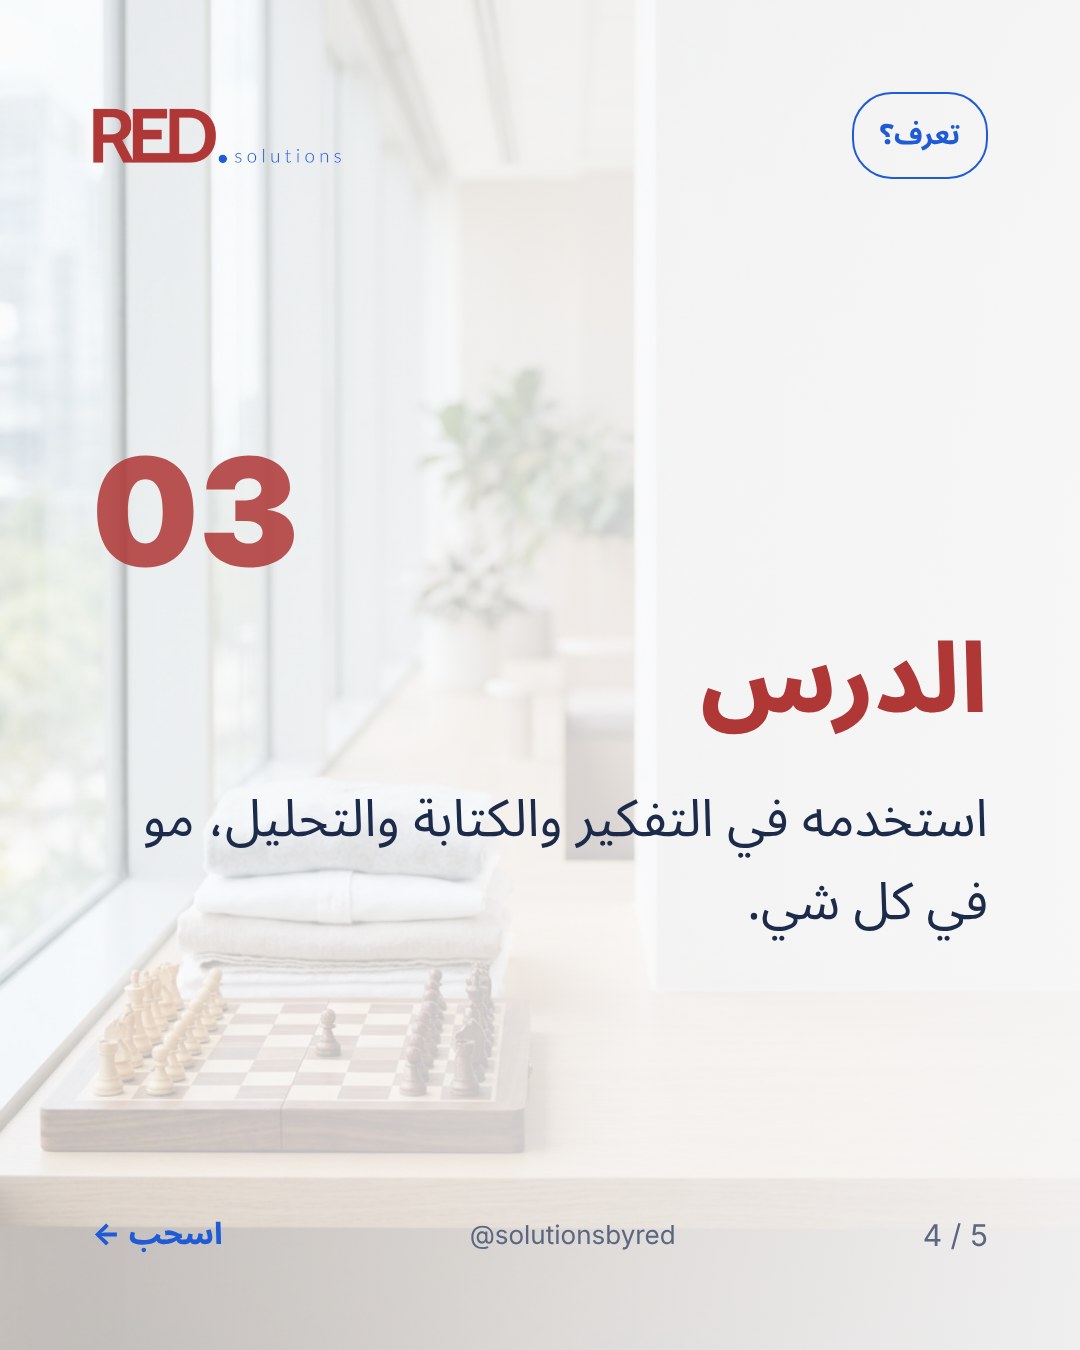 RED.solutions
تعرف؟
03
الدرس
استخدمه في التفكير والكتابة والتحليل، مو
في كل شي.
اسحب ←
@solutionsbyred
4 / 5